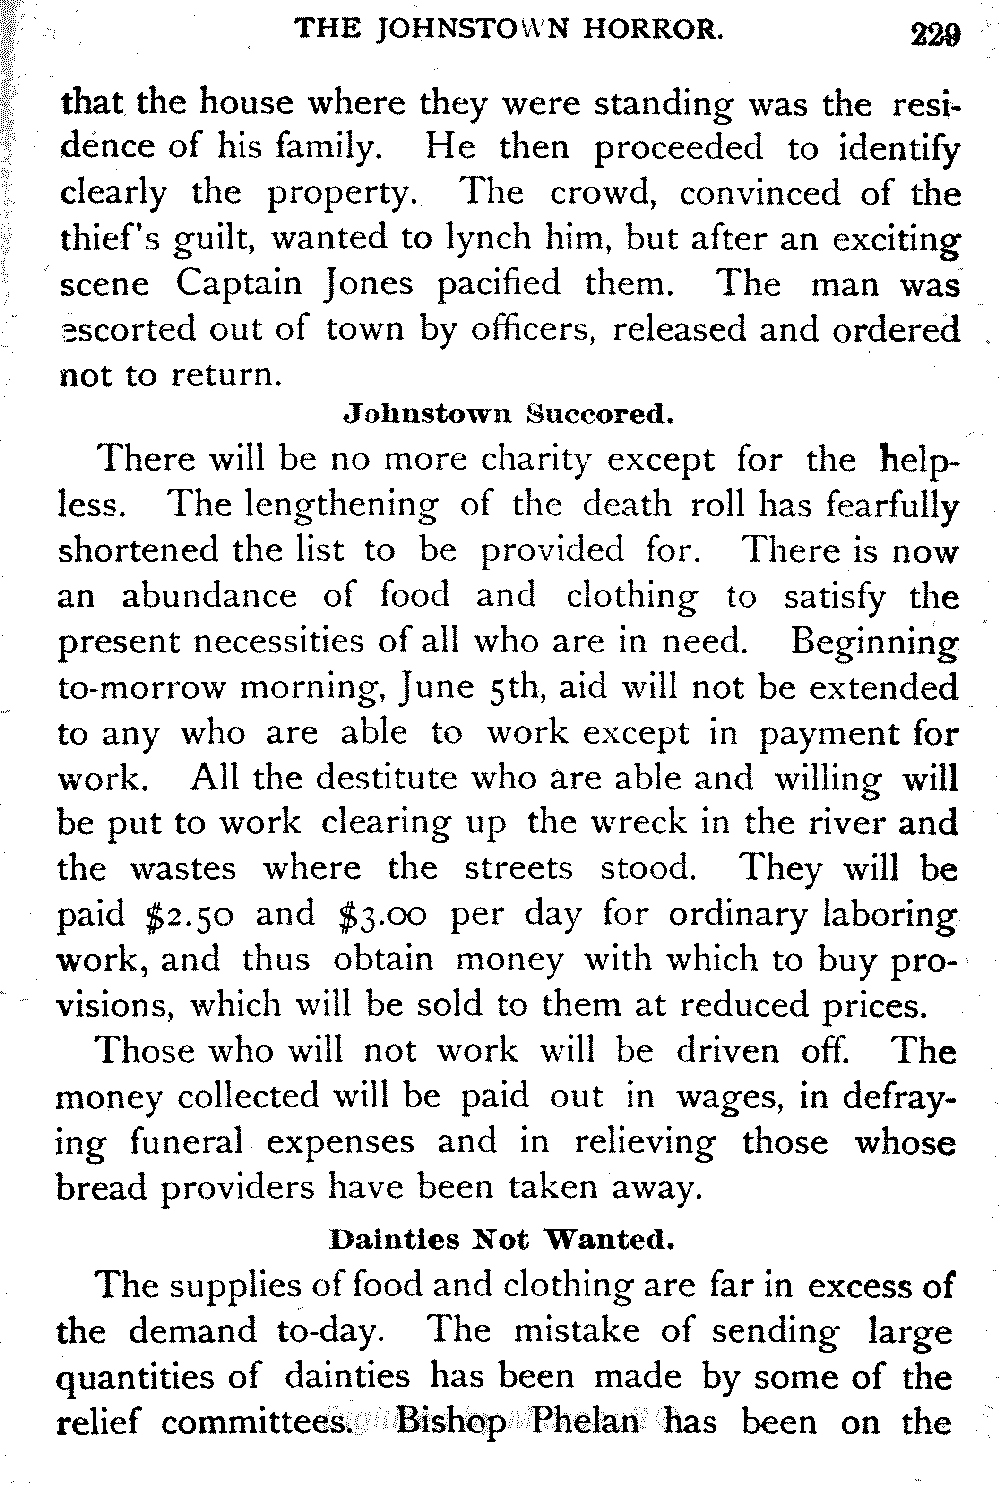 THE JOHNSTOWN HORROR. 229
that the house where they were standing was the resi-
dence of his family. He then proceeded to identify
clearly the property. The crowd, convinced of the
thief's guilt, wanted to lynch him, but after an exciting
scene Captain Jones pacified them. The man was
escorted out of town by officers, released and ordered
not to return.
Johnstown Succored.
There will be no more charity except for the help-
less. The lengthening of the death roll has fearfully
shortened the list to be provided for. There is now
an abundance of food and clothing to satisfy the
present necessities of all who are in need. Beginning
to-morrow morning, June 5th, aid will not be extended
to any who are able to work except in payment for
work. All the destitute who are able and willing will
be put to work clearing up the wreck in the river and
the wastes where the streets stood. They will be
paid $2.50 and $3.00 per day for ordinary laboring
work, and thus obtain money with which to buy pro-
visions, which will be sold to them at reduced prices.
Those who will not work will be driven off. The
money collected will be paid out in wages, in defray-
ing funeral expenses and in relieving those whose
bread providers have been taken away.
Dainties Not Wanted.
The supplies of food and clothing are far in excess of
the demand to-day. The mistake of sending large
quantities of dainties has been made by some of the
relief committees. Bishop Phelan has been on the